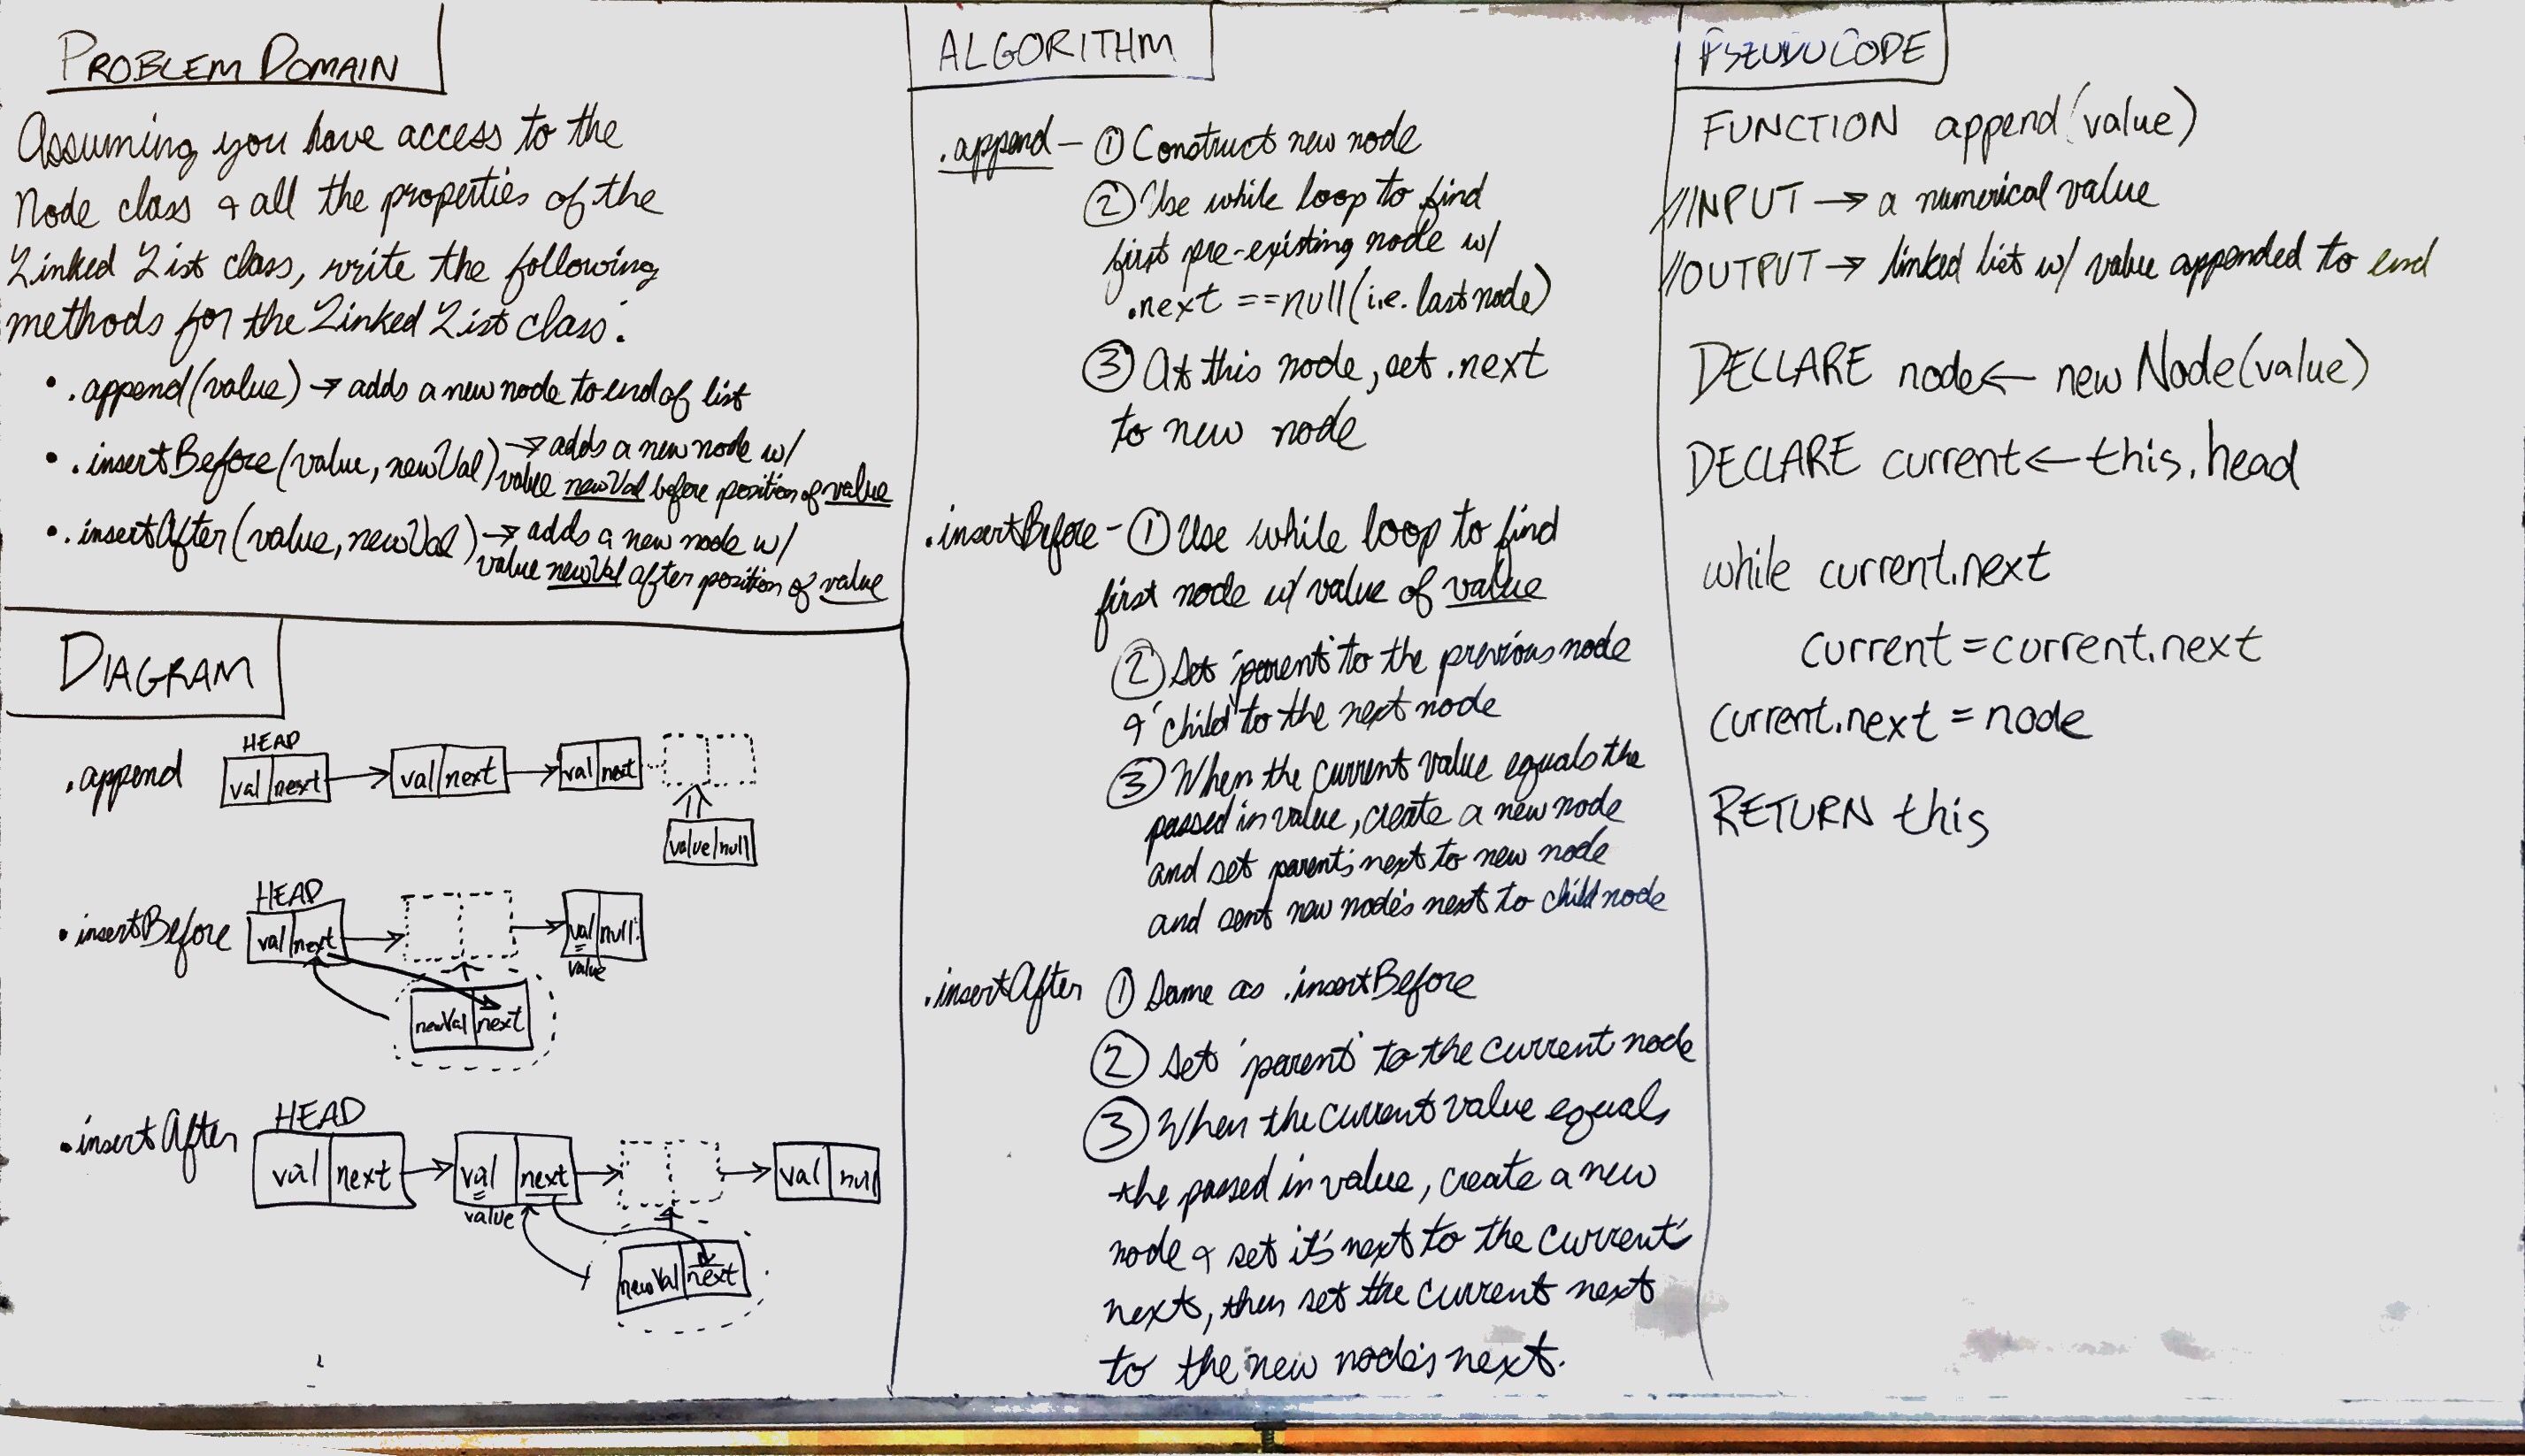 PROBLEM DOMAIN
Assuming you have access to the
Node class & all the properties of the
Linked List class, write the following
methods for the Linked List class:
• .append(value) → adds a new node to end of list
• .insertBefore(value, newVal) → adds a new node w/
value newVal before position of value
• .insertAfter(value, newVal) → adds a new node w/
value newVal after position of value
DIAGRAM
.append
HEAD
val next
val next
val next
value null
.insertBefore
HEAD
val next
val null
value
newVal next
.insertAfter
HEAD
val next
val next
val null
value
newVal next
ALGORITHM
.append – ① Construct new node
② Use while loop to find
first pre-existing node w/
.next == null (i.e. last node)
③ At this node, set .next
to new node
.insertBefore – ① Use while loop to find
first node w/ value of value
② Set 'parent' to the previous node
& 'child' to the next node
③ When the current value equals the
passed in value, create a new node
and set parent's next to new node
and sent new node's next to child node
.insertAfter ① Same as .insertBefore
② Set 'parent' to the current node
③ When the current value equals
the passed in value, create a new
node & set it's next to the current's
next, then set the current next
to the new node's next.
PSEUDUCODE
FUNCTION append(value)
//INPUT → a numerical value
//OUTPUT → linked list w/ value appended to end
DECLARE node ← new Node(value)
DECLARE current ← this.head
while current.next
current = current.next
current.next = node
RETURN this